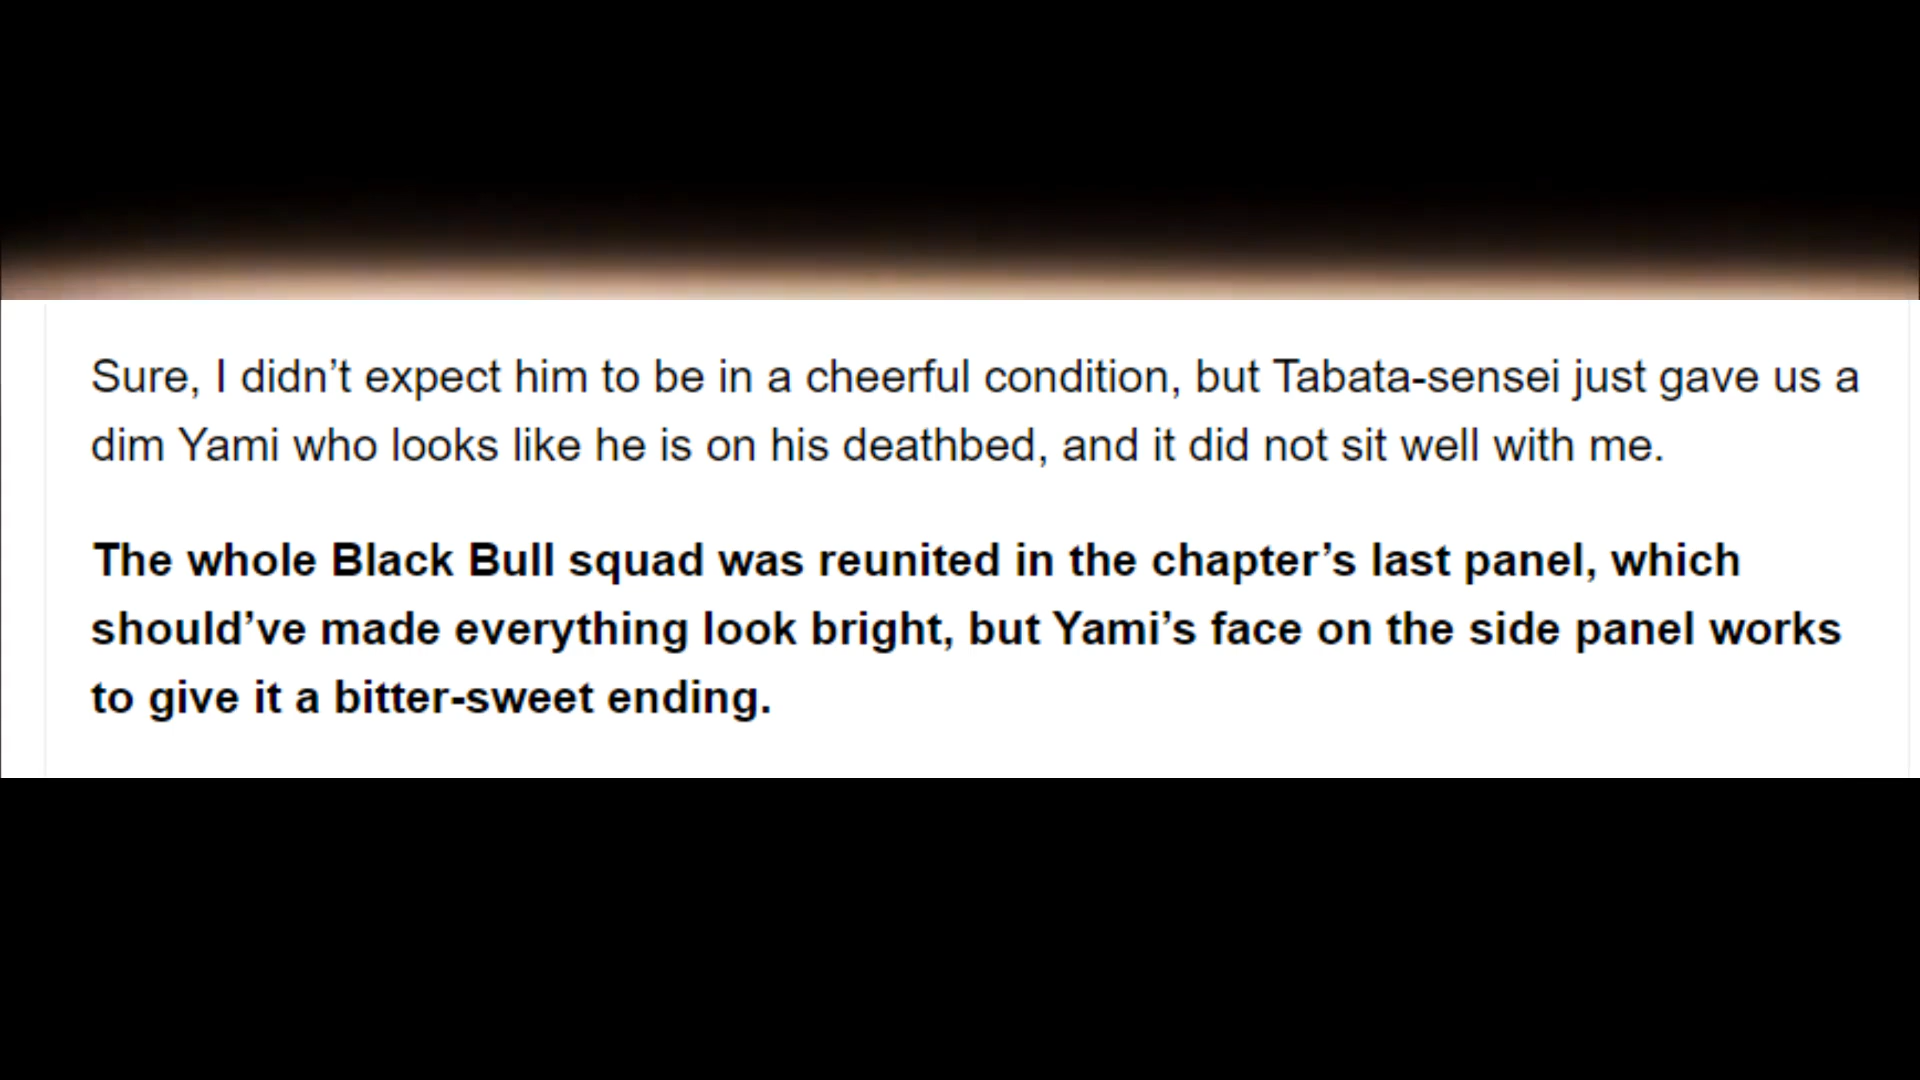 Sure, I didn’t expect him to be in a cheerful condition, but Tabata-sensei just gave us a
dim Yami who looks like he is on his deathbed, and it did not sit well with me.
The whole Black Bull squad was reunited in the chapter’s last panel, which
should’ve made everything look bright, but Yami’s face on the side panel works
to give it a bitter-sweet ending.